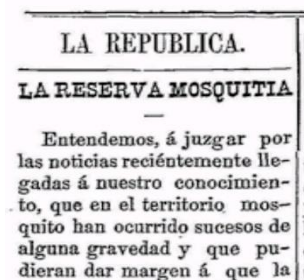 LA REPUBLICA.
LA RESERVA MOSQUITIA
Entendemos, á juzgar por
las noticias reciéntemente lle-
gadas á nuestro conocimien-
to, que en el territorio mos-
quito han ocurrido sucesos de
alguna gravedad y que pu-
dieran dar margen á que la